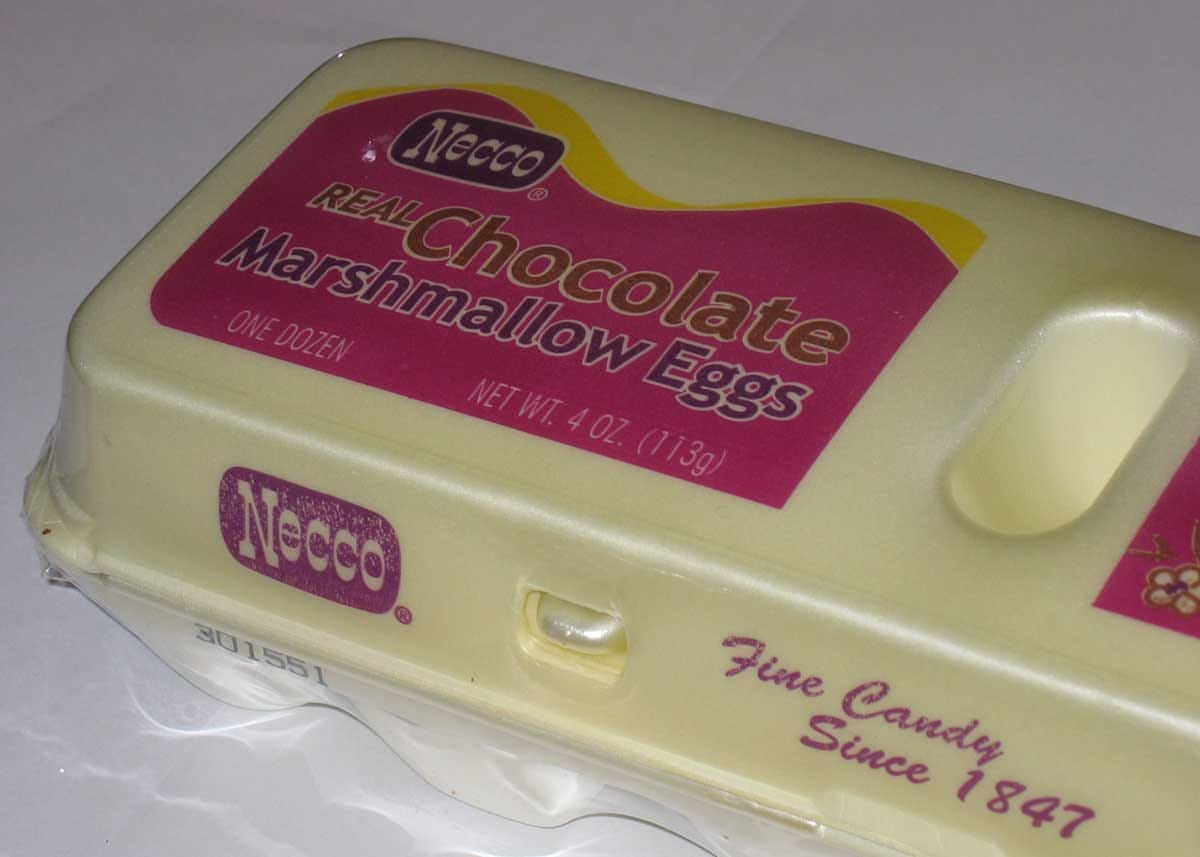 Necco®
REAL Chocolate
Marshmallow Eggs
ONE DOZEN
NET WT. 4 OZ. (113g)
Necco®
301551
Fine Candy
Since 1847